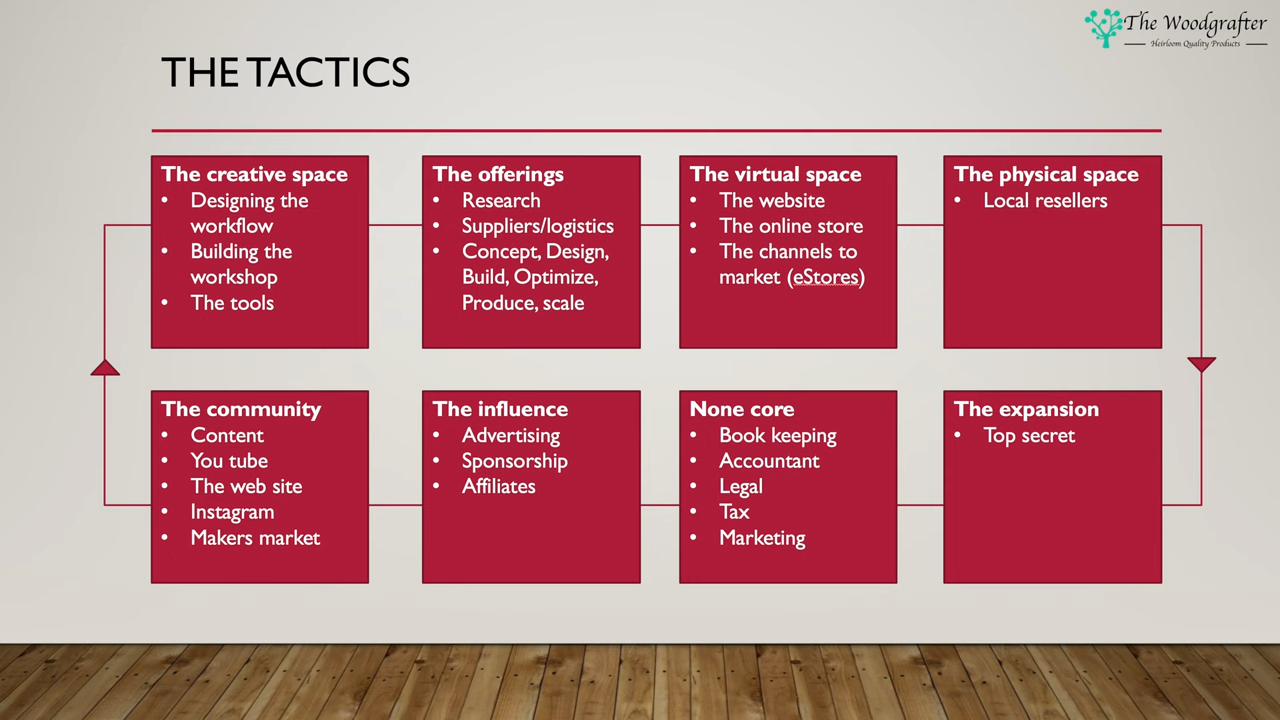 The Woodgrafter
Heirloom Quality Products
THE TACTICS
The creative space
• Designing the
workflow
• Building the
workshop
• The tools
The offerings
• Research
• Suppliers/logistics
• Concept, Design,
Build, Optimize,
Produce, scale
The virtual space
• The website
• The online store
• The channels to
market (eStores)
The physical space
• Local resellers
The community
• Content
• You tube
• The web site
• Instagram
• Makers market
The influence
• Advertising
• Sponsorship
• Affiliates
None core
• Book keeping
• Accountant
• Legal
• Tax
• Marketing
The expansion
• Top secret